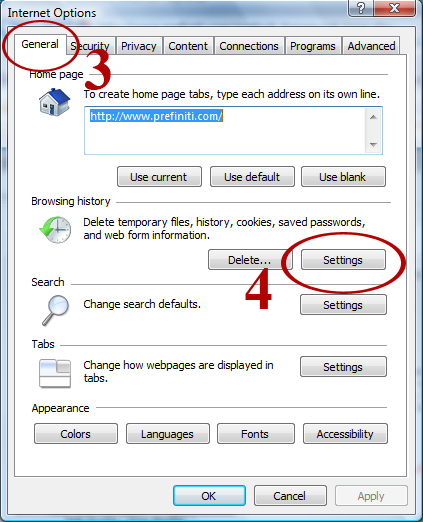 Internet Options
General Security Privacy Content Connections Programs Advanced
3
Home page
To create home page tabs, type each address on its own line.
http://www.prefiniti.com/
Use current Use default Use blank
Browsing history
Delete temporary files, history, cookies, saved passwords,
and web form information.
Delete... Settings
4
Search
Change search defaults. Settings
Tabs
Change how webpages are displayed in
tabs.
Settings
Appearance
Colors Languages Fonts Accessibility
OK Cancel Apply